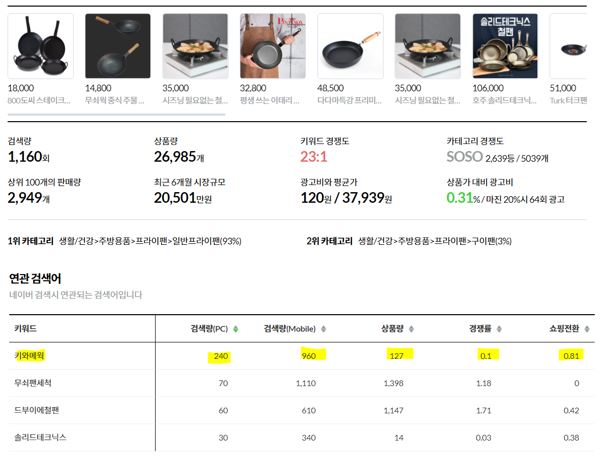 솔리드테크닉스
철팬
18,000
14,800
35,000
32,800
48,500
35,000
106,000
51,000
800도씨 스테이크...
무쇠웍 중식 주물 ...
시즈닝 필요없는 철...
평생 쓰는 이태리 ...
다다마득감 프리미...
시즈닝 필요없는 철...
호주 솔리드테크닉...
Turk 터크팬
검색량
상품량
키워드 경쟁도
카테고리 경쟁도
1,160회
26,985개
23:1
SOSO 2,639등 / 5039개
상위 100개의 판매량
최근 6개월 시장규모
광고비와 평균가
상품가 대비 광고비
2,949개
20,501만원
120원 / 37,939원
0.31% / 마진 20%시 64회 광고
1위 카테고리 생활/건강>주방용품>프라이팬>일반프라이팬(93%)
2위 카테고리 생활/건강>주방용품>프라이팬>구이팬(3%)
연관 검색어
네이버 검색시 연관되는 검색어입니다
키워드 검색량(PC) 검색량(Mobile) 상품량 경쟁률 쇼핑전환
키와메웍 240 960 127 0.1 0.81
무쇠팬세척 70 1,110 1,398 1.18 0
드부이에철팬 60 610 1,147 1.71 0.42
솔리드테크닉스 30 340 14 0.03 0.38